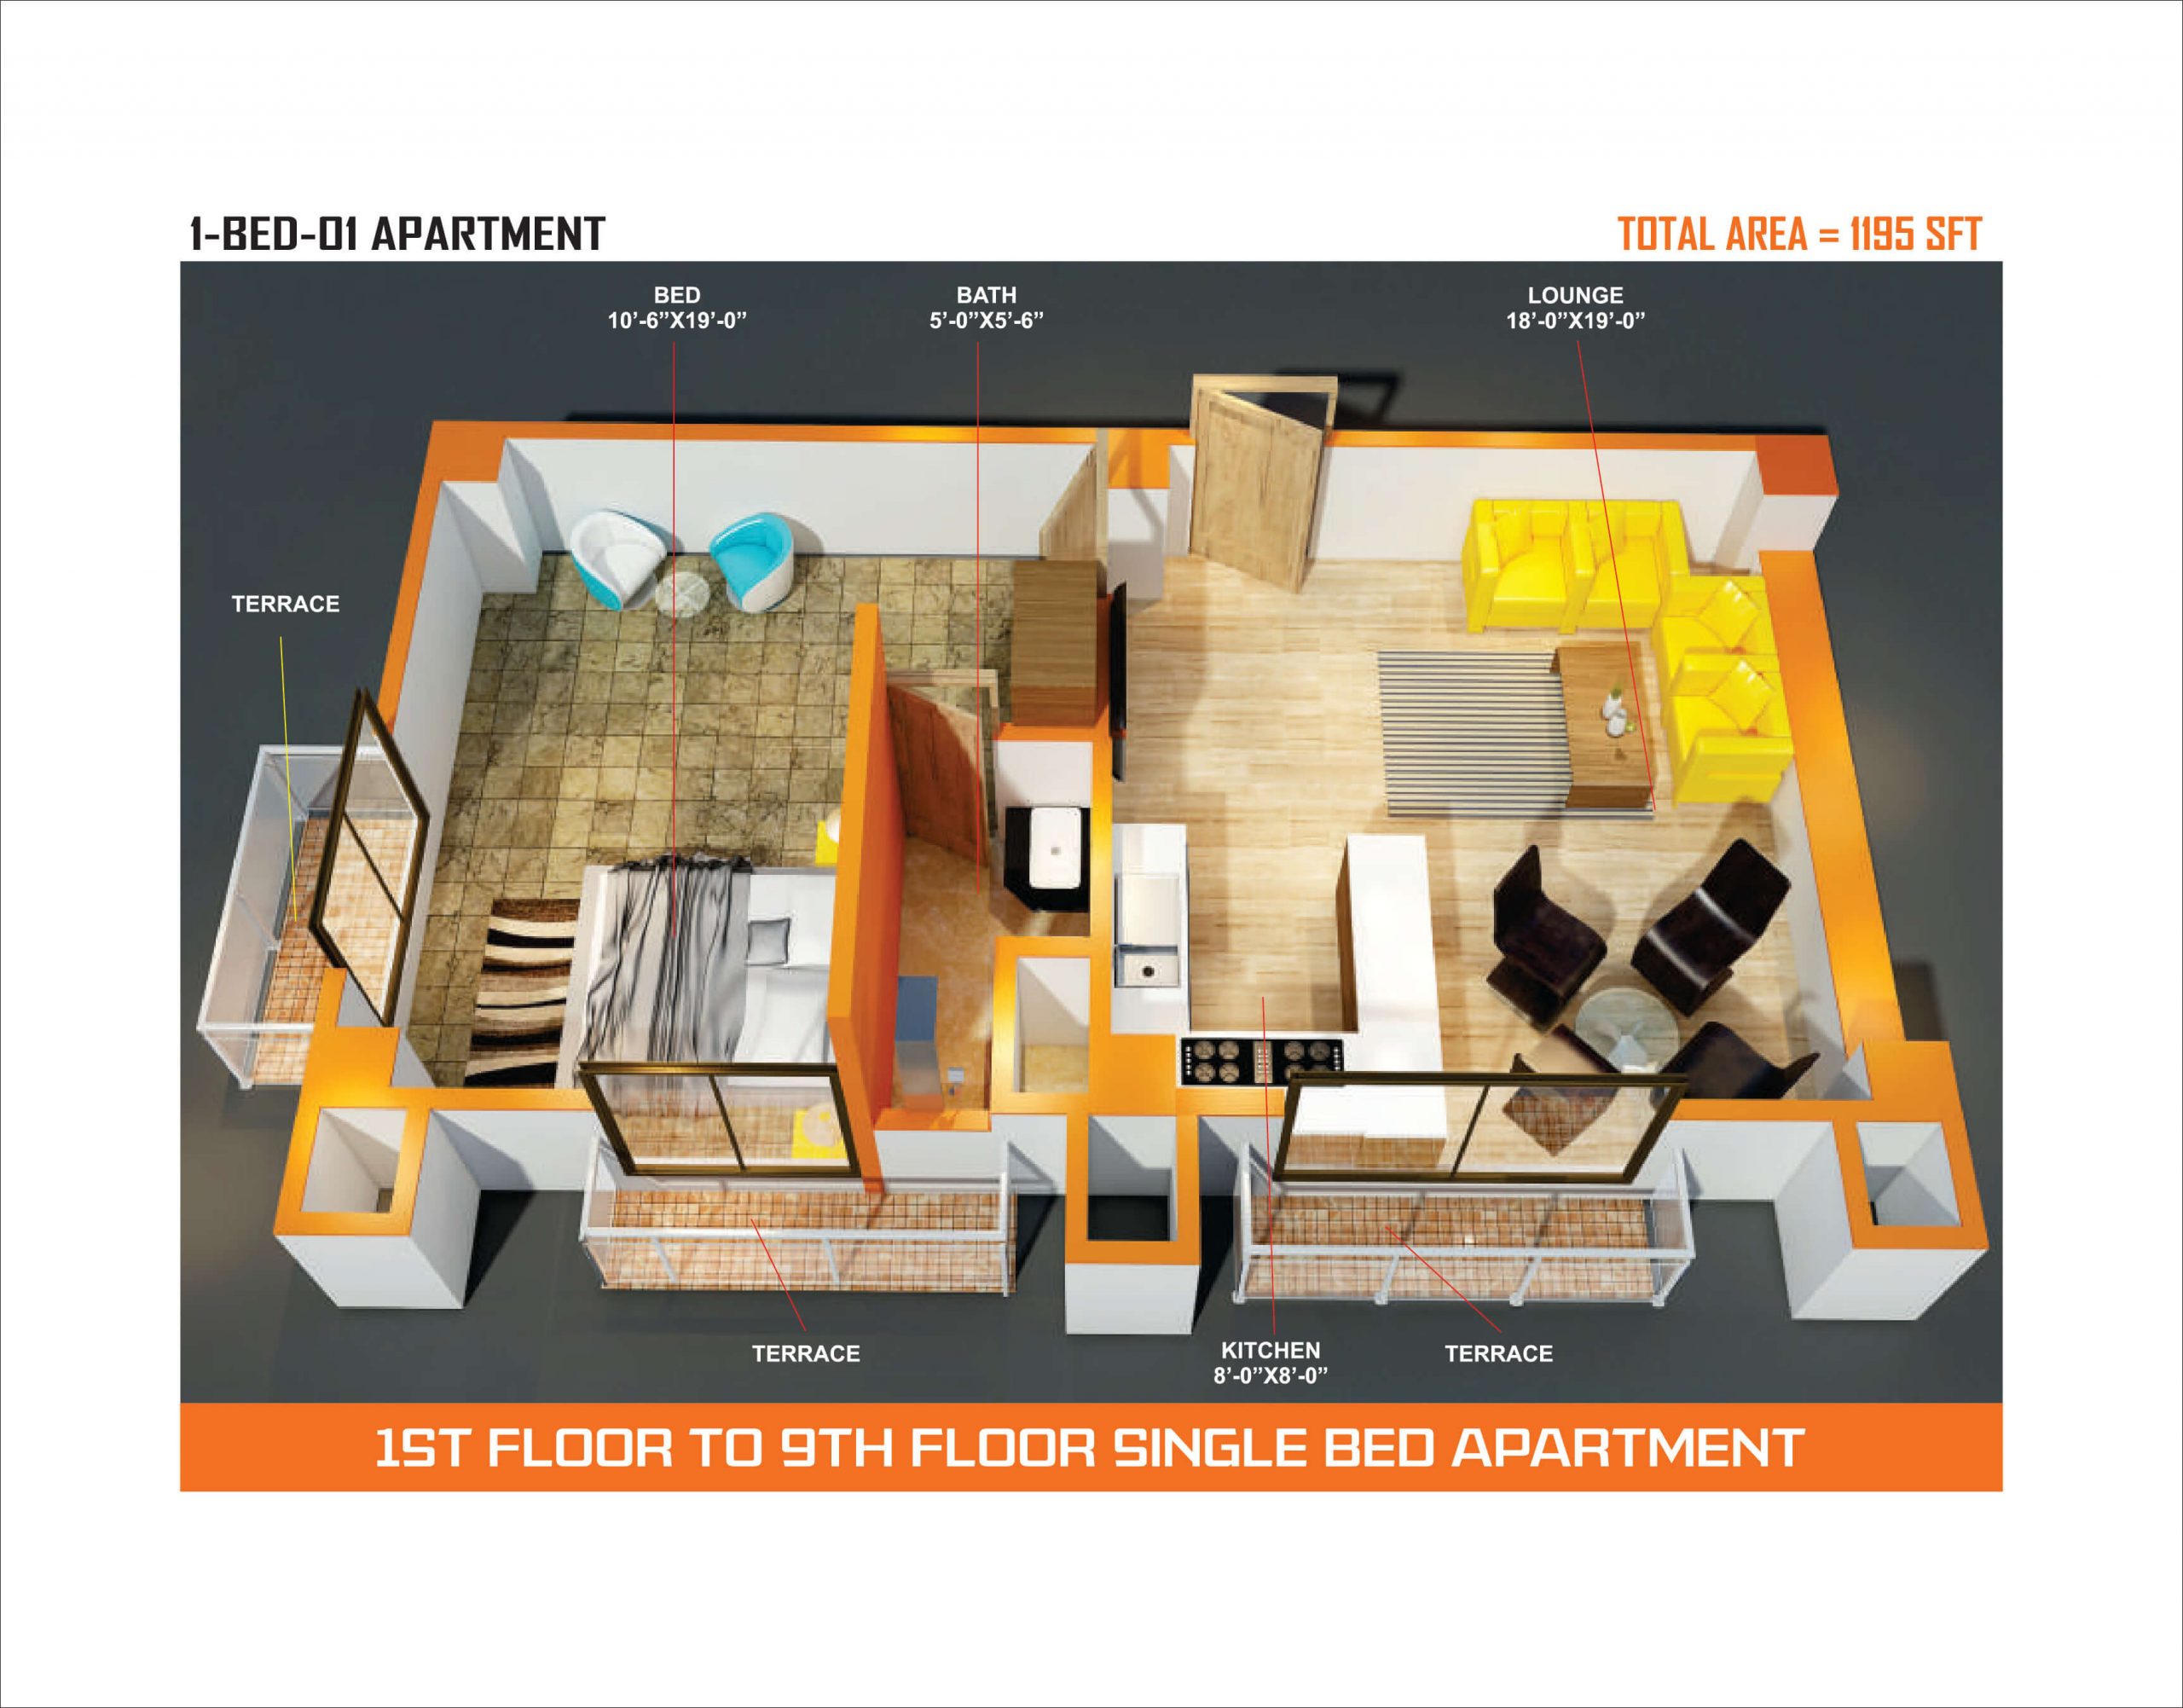 1-BED-01 APARTMENT
TOTAL AREA = 1195 SFT
BED
10'-6”X19'-0”
BATH
5'-0”X5'-6”
LOUNGE
18'-0”X19'-0”
TERRACE
TERRACE
KITCHEN
8'-0”X8'-0”
TERRACE
1ST FLOOR TO 9TH FLOOR SINGLE BED APARTMENT